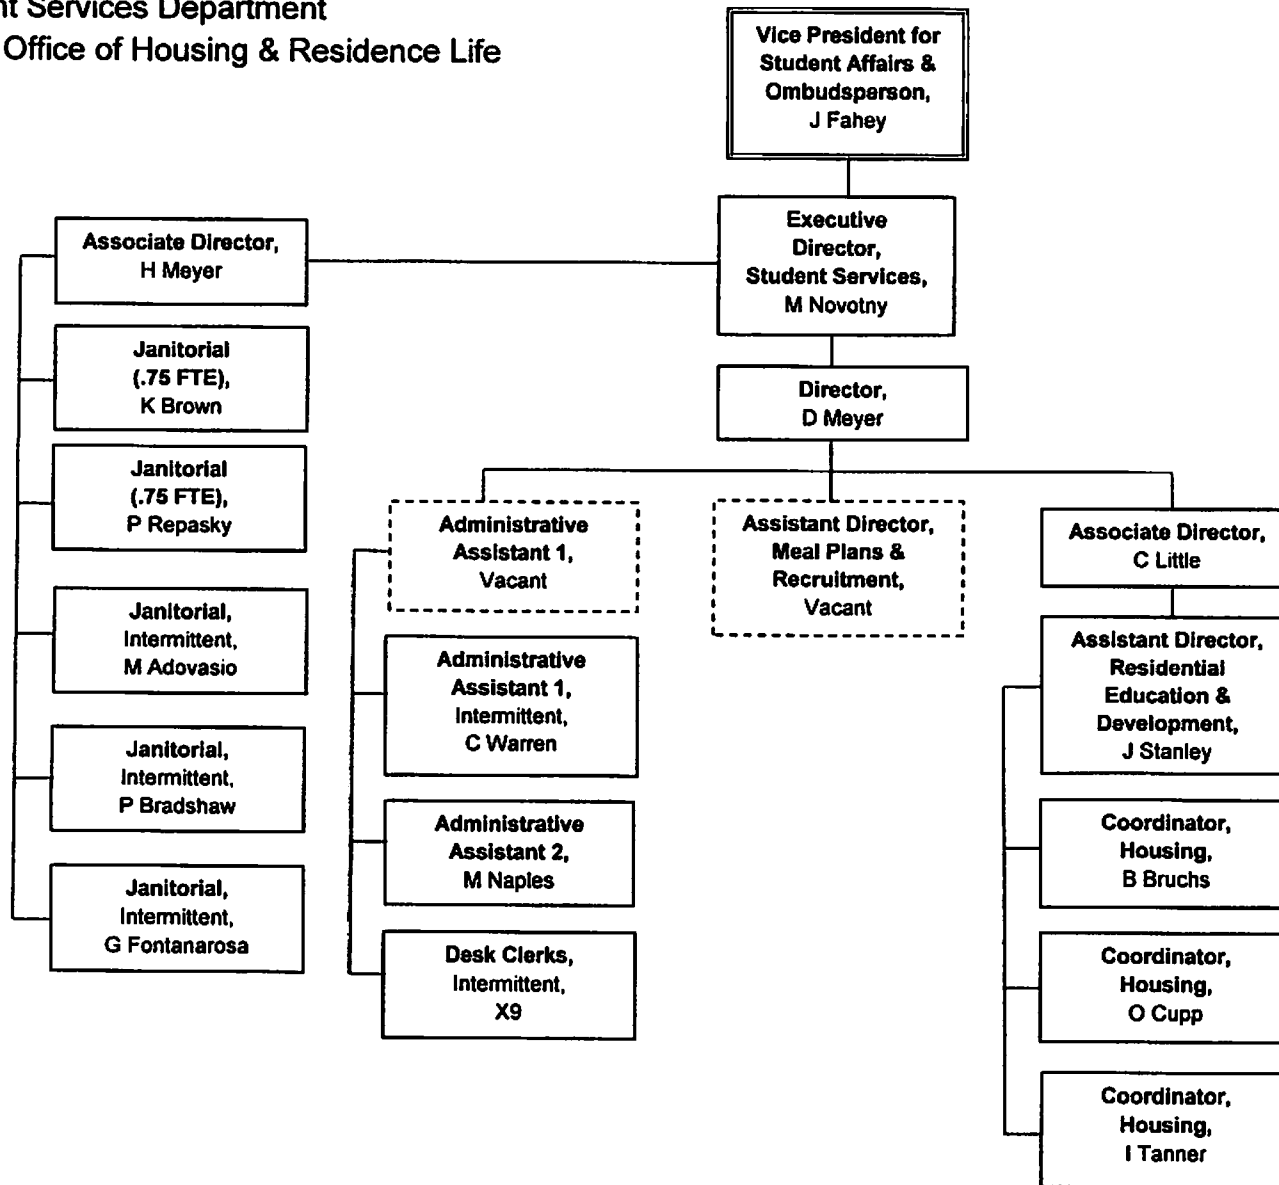 nt Services Department
Office of Housing & Residence Life
Vice President for
Student Affairs &
Ombudsperson,
J Fahey
Executive
Director,
Student Services,
M Novotny
Director,
D Meyer
Associate Director,
H Meyer
Janitorial
(.75 FTE),
K Brown
Janitorial
(.75 FTE),
P Repasky
Janitorial,
Intermittent,
M Adovasio
Janitorial,
Intermittent,
P Bradshaw
Janitorial,
Intermittent,
G Fontanarosa
Administrative
Assistant 1,
Vacant
Administrative
Assistant 1,
Intermittent,
C Warren
Administrative
Assistant 2,
M Naples
Desk Clerks,
Intermittent,
X9
Assistant Director,
Meal Plans &
Recruitment,
Vacant
Associate Director,
C Little
Assistant Director,
Residential
Education &
Development,
J Stanley
Coordinator,
Housing,
B Bruchs
Coordinator,
Housing,
O Cupp
Coordinator,
Housing,
I Tanner